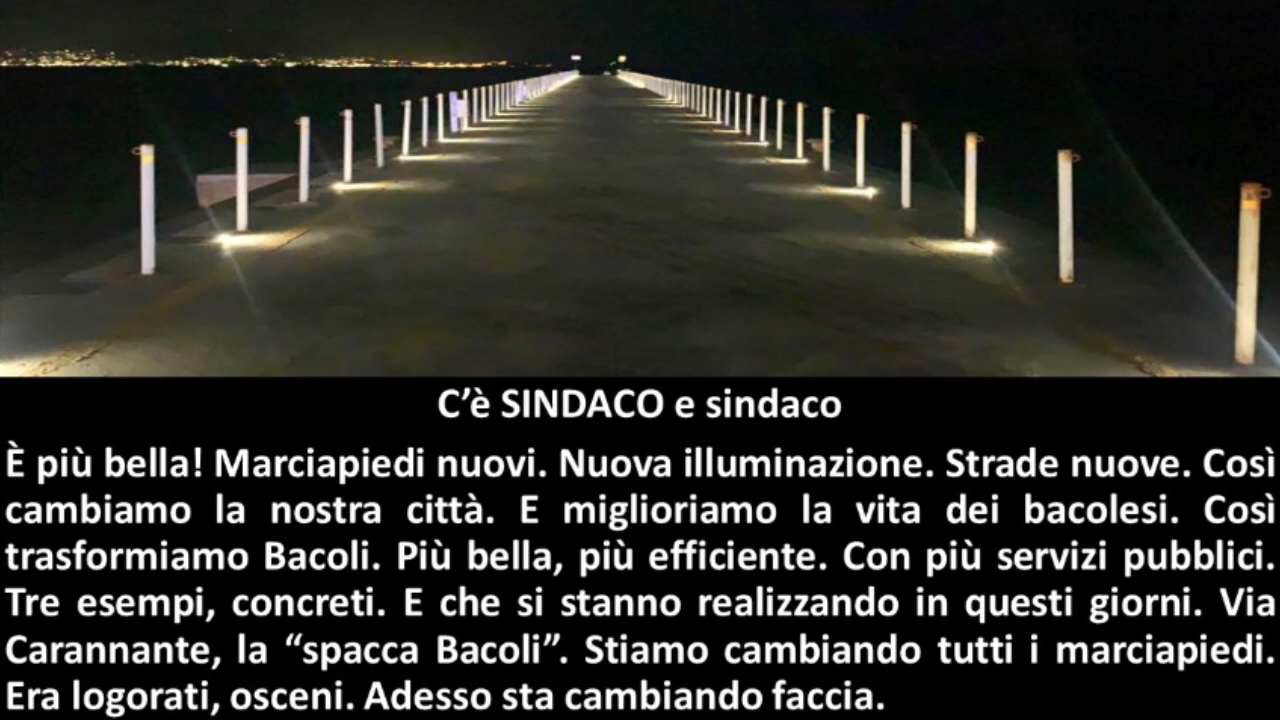 C’è SINDACO e sindaco
È più bella! Marciapiedi nuovi. Nuova illuminazione. Strade nuove. Così
cambiamo la nostra città. E miglioriamo la vita dei bacolesi. Così
trasformiamo Bacoli. Più bella, più efficiente. Con più servizi pubblici.
Tre esempi, concreti. E che si stanno realizzando in questi giorni. Via
Carannante, la “spacca Bacoli”. Stiamo cambiando tutti i marciapiedi.
Era logorati, osceni. Adesso sta cambiando faccia.